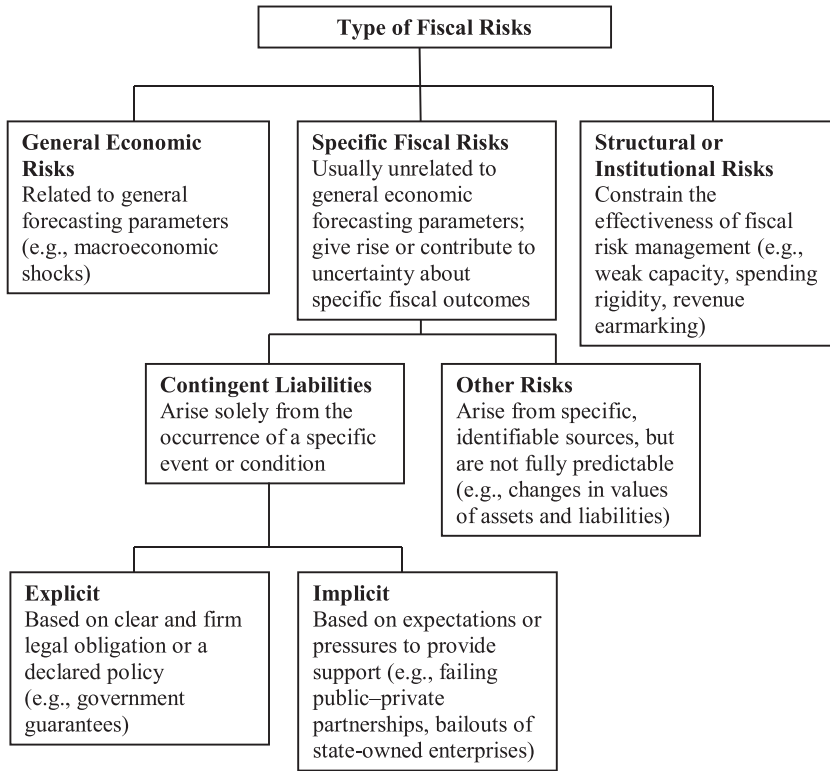 Type of Fiscal Risks
General Economic
Risks
Related to general
forecasting parameters
(e.g., macroeconomic
shocks)
Specific Fiscal Risks
Usually unrelated to
general economic
forecasting parameters;
give rise or contribute to
uncertainty about
specific fiscal outcomes
Structural or
Institutional Risks
Constrain the
effectiveness of fiscal
risk management (e.g.,
weak capacity, spending
rigidity, revenue
earmarking)
Contingent Liabilities
Arise solely from the
occurrence of a specific
event or condition
Other Risks
Arise from specific,
identifiable sources, but
are not fully predictable
(e.g., changes in values
of assets and liabilities)
Explicit
Based on clear and firm
legal obligation or a
declared policy
(e.g., government
guarantees)
Implicit
Based on expectations or
pressures to provide
support (e.g., failing
public–private
partnerships, bailouts of
state-owned enterprises)